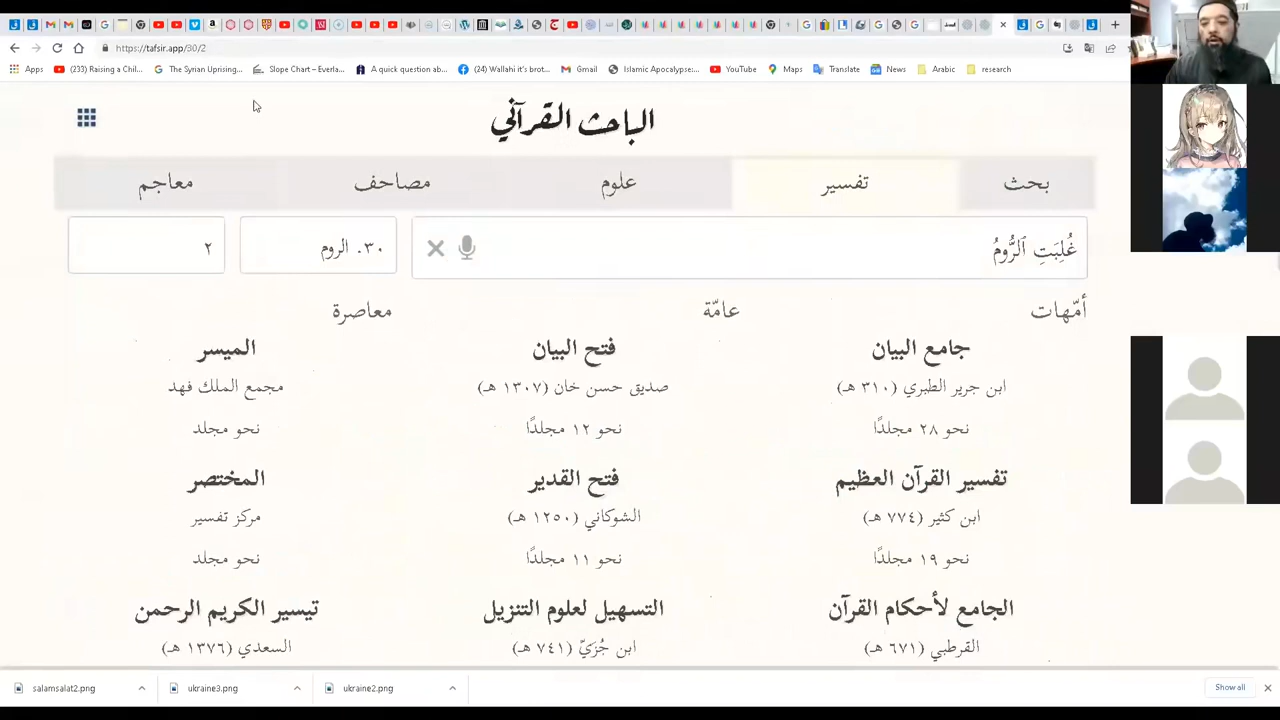 https://tafsir.app/30/2
Apps
(233) Raising a Chil...
The Syrian Uprising...
Slope Chart – Everla...
A quick question ab...
(24) Wallahi it's brot...
Gmail
Islamic Apocalypse:...
YouTube
Maps
Translate
News
Arabic
research
الباحث القرآني
بحث
تفسير
علوم
مصاحف
معاجم
غُلِبَتِ ٱلرُّومُ
٣٠. الروم
٢
أمّهات
عامّة
معاصرة
جامع البيان
فتح البيان
الميسر
ابن جرير الطبري (٣١٠ هـ)
صديق حسن خان (١٣٠٧ هـ)
مجمع الملك فهد
نحو ٢٨ مجلدًا
نحو ١٢ مجلدًا
نحو مجلد
تفسير القرآن العظيم
فتح القدير
المختصر
ابن كثير (٧٧٤ هـ)
الشوكاني (١٢٥٠ هـ)
مركز تفسير
نحو ١٩ مجلدًا
نحو ١١ مجلدًا
نحو مجلد
الجامع لأحكام القرآن
التسهيل لعلوم التنزيل
تيسير الكريم الرحمن
القرطبي (٦٧١ هـ)
ابن جُزَيّ (٧٤١ هـ)
السعدي (١٣٧٦ هـ)
salamsalat2.png
ukraine3.png
ukraine2.png
Show all